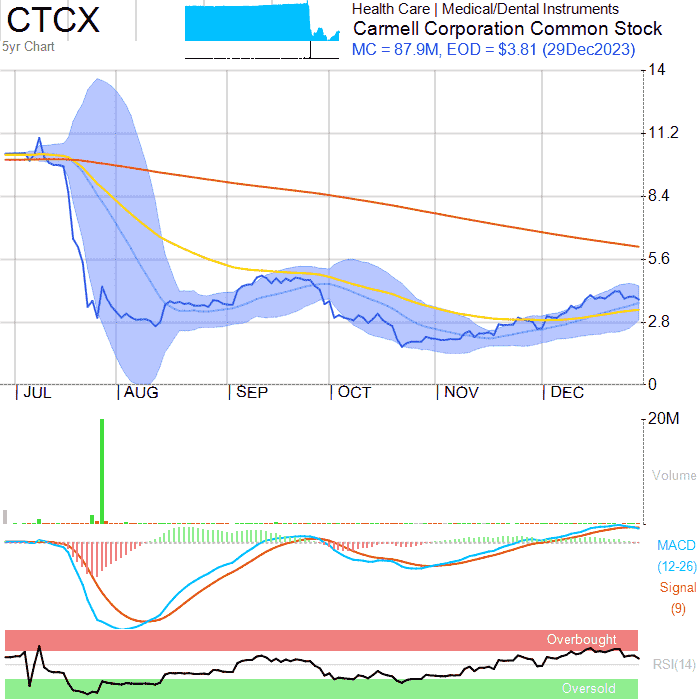 CTCX
5yr Chart
Health Care | Medical/Dental Instruments
Carmell Corporation Common Stock
MC = 87.9M, EOD = $3.81 (29Dec2023)
14
11.2
8.4
5.6
2.8
0
JUL AUG SEP OCT NOV DEC
20M
Volume
MACD
(12-26)
Signal
(9)
Overbought
RSI(14)
Oversold